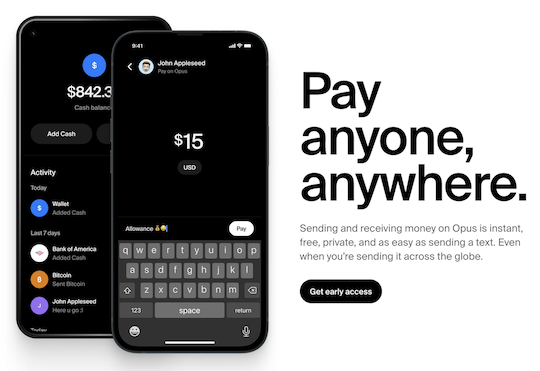 $842.3
Cash balanc
Add Cash
Activity
Today
Wallet
Added Cash
Last 7 days
Bank of America
Added Cash
Bitcoin
Sent Bitcoin
John Appleseed
Here u go :)
9:41
John Appleseed
Pay on Opus
$15
USD
Allowance 💰🤑
Pay
q w e r t y u i o p
a s d f g h j k l
z x c v b n m
123 space return
Pay
anyone,
anywhere.
Sending and receiving money on Opus is instant,
free, private, and as easy as sending a text. Even
when you're sending it across the globe.
Get early access